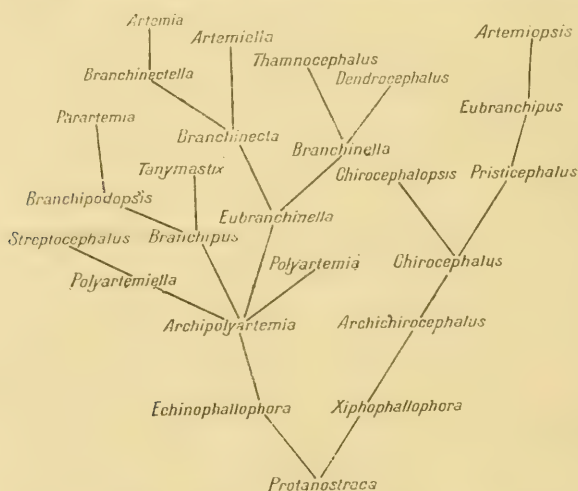 Artemia
Artemiella
Artemiopsis
Thamnocephalus
Branchinectella
Dendrocephalus
Eubranchipus
Parartemia
Branchinecta
Branchinella
Tanymastix
Chirocephalopsis
Pristicephalus
Branchipodopsis
Eubranchinella
Streptocephalus
Branchipus
Polyartemiella
Polyartemia
Chirocephalus
Archipolyartemia
Archichirocephalus
Echinophallophora
Xiphophallophora
Protanostraca